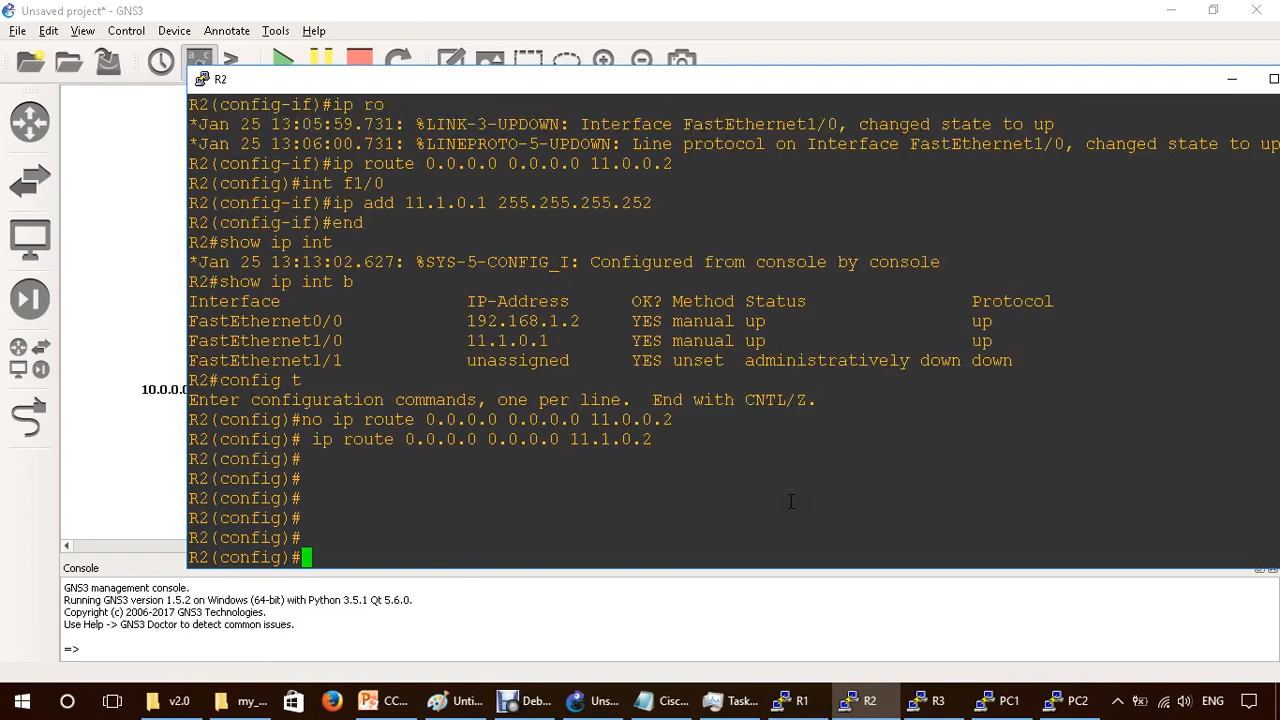 Unsaved project* - GNS3
File Edit View Control Device Annotate Tools Help
R2
R2(config-if)#ip ro
*Jan 25 13:05:59.731: %LINK-3-UPDOWN: Interface FastEthernet1/0, changed state to up
*Jan 25 13:06:00.731: %LINEPROTO-5-UPDOWN: Line protocol on Interface FastEthernet1/0, changed state to up
R2(config-if)#ip route 0.0.0.0 0.0.0.0 11.0.0.2
R2(config)#int f1/0
R2(config-if)#ip add 11.1.0.1 255.255.255.252
R2(config-if)#end
R2#show ip int
*Jan 25 13:13:02.627: %SYS-5-CONFIG_I: Configured from console by console
R2#show ip int b
Interface IP-Address OK? Method Status Protocol
FastEthernet0/0 192.168.1.2 YES manual up up
FastEthernet1/0 11.1.0.1 YES manual up up
FastEthernet1/1 unassigned YES unset administratively down down
R2#config t
Enter configuration commands, one per line. End with CNTL/Z.
R2(config)#no ip route 0.0.0.0 0.0.0.0 11.0.0.2
R2(config)# ip route 0.0.0.0 0.0.0.0 11.1.0.2
R2(config)#
R2(config)#
R2(config)#
R2(config)#
R2(config)#
R2(config)#
10.0.0.
Console
GNS3 management console.
Running GNS3 version 1.5.2 on Windows (64-bit) with Python 3.5.1 Qt 5.6.0.
Copyright (c) 2006-2017 GNS3 Technologies.
Use Help -> GNS3 Doctor to detect common issues.
=>
v2.0 my_... CC... Unti... Deb... Uns... Cisc... Task... R1 R2 R3 PC1 PC2 ENG